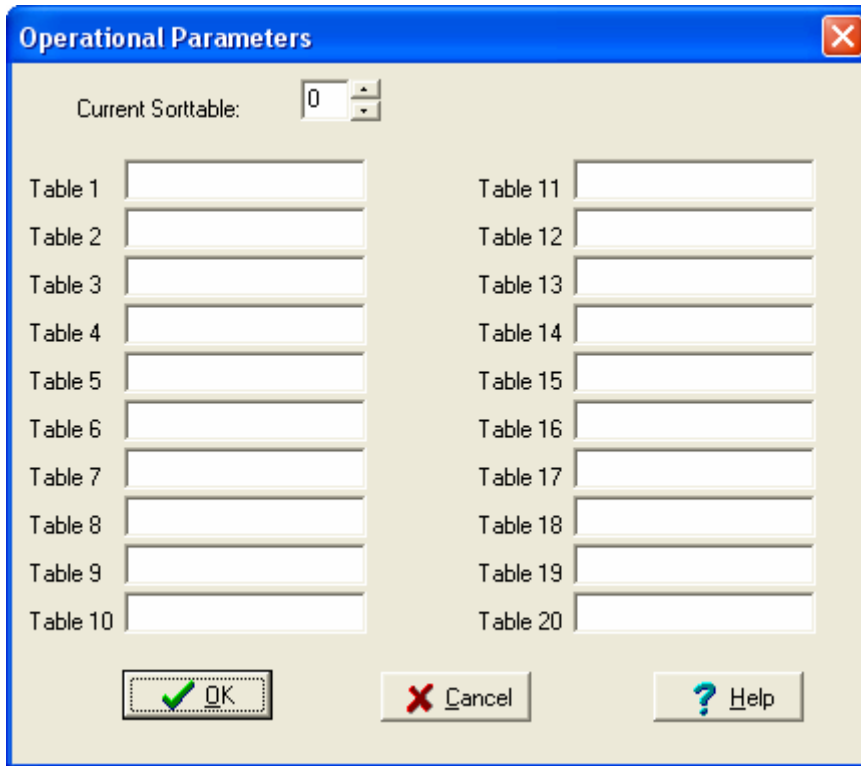 Operational Parameters
Current Sorttable: 0
Table 1
Table 2
Table 3
Table 4
Table 5
Table 6
Table 7
Table 8
Table 9
Table 10
Table 11
Table 12
Table 13
Table 14
Table 15
Table 16
Table 17
Table 18
Table 19
Table 20
OK
Cancel
Help